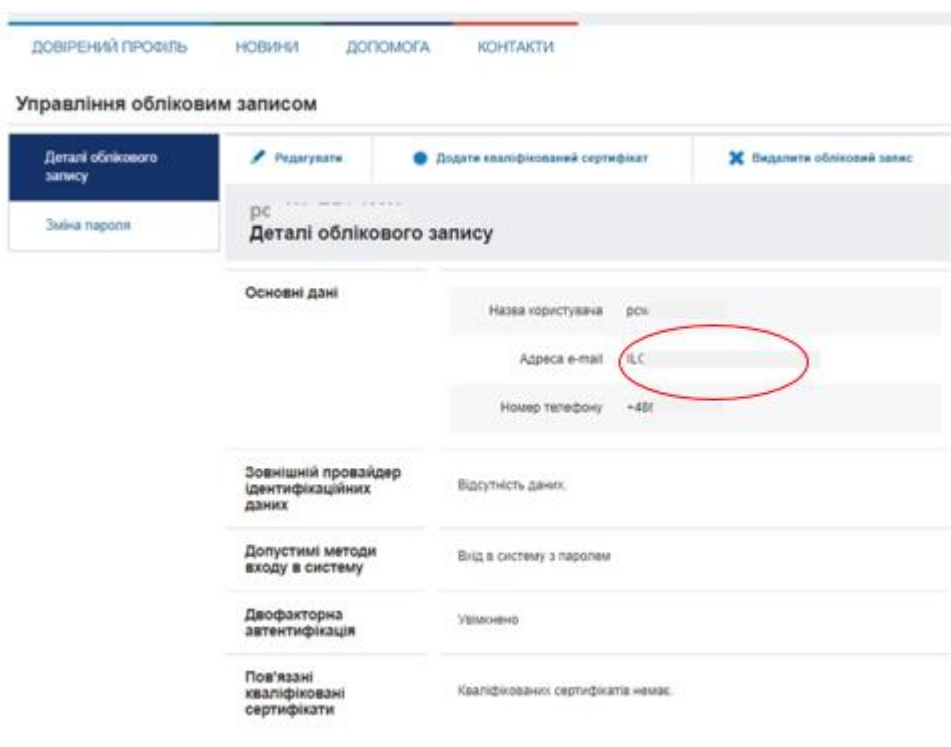 ДОВІРЕНИЙ ПРОФІЛЬ НОВИНИ ДОПОМОГА КОНТАКТИ
Управління обліковим записом
Деталі облікового
запису
Зміна пароля
Редагувати Додати кваліфікований сертифікат Видалити обліковий запис
pc
Деталі облікового запису
Основні дані
Назва користувача
Адреса e-mail
Номер телефону
Зовнішній провайдер
ідентифікаційних
даних
Відсутність даних.
Допустимі методи
входу в систему
Вхід в систему з паролем
Двофакторна
автентифікація
Увімкнено
Пов'язані
кваліфіковані
сертифікати
Кваліфікованих сертифікатів немає.